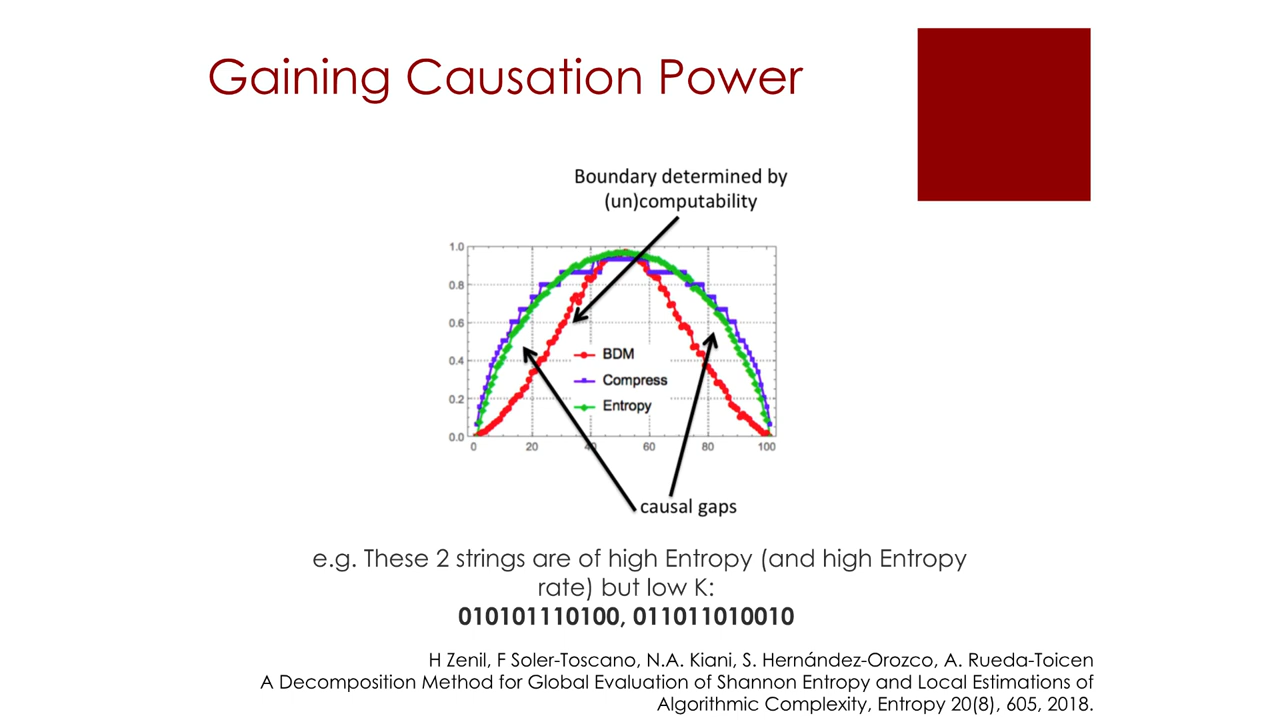 Gaining Causation Power
Boundary determined by
(un)computability
1.0
0.8
0.6
0.4
0.2
0.0
BDM
Compress
Entropy
0 20 40 60 80 100
causal gaps
e.g. These 2 strings are of high Entropy (and high Entropy
rate) but low K:
010101110100, 011011010010
H Zenil, F Soler-Toscano, N.A. Kiani, S. Hernández-Orozco, A. Rueda-Toicen
A Decomposition Method for Global Evaluation of Shannon Entropy and Local Estimations of
Algorithmic Complexity, Entropy 20(8), 605, 2018.